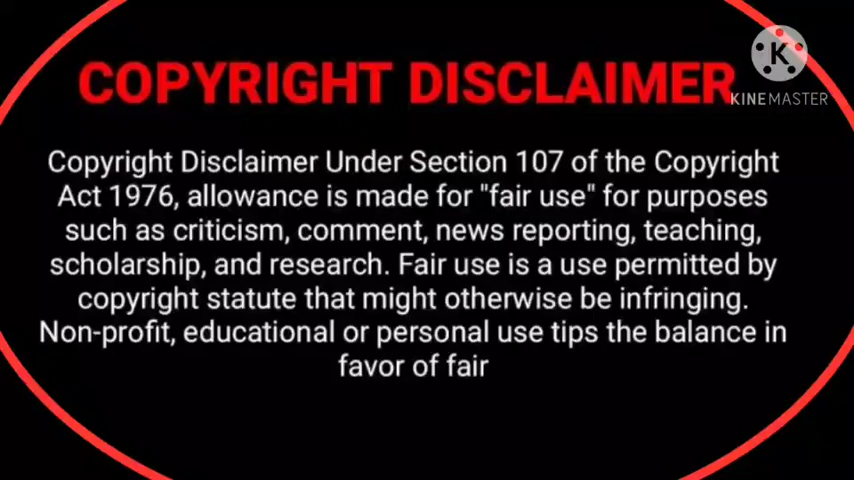 COPYRIGHT DISCLAIMER
K
KINEMASTER
Copyright Disclaimer Under Section 107 of the Copyright
Act 1976, allowance is made for "fair use" for purposes
such as criticism, comment, news reporting, teaching,
scholarship, and research. Fair use is a use permitted by
copyright statute that might otherwise be infringing.
Non-profit, educational or personal use tips the balance in
favor of fair